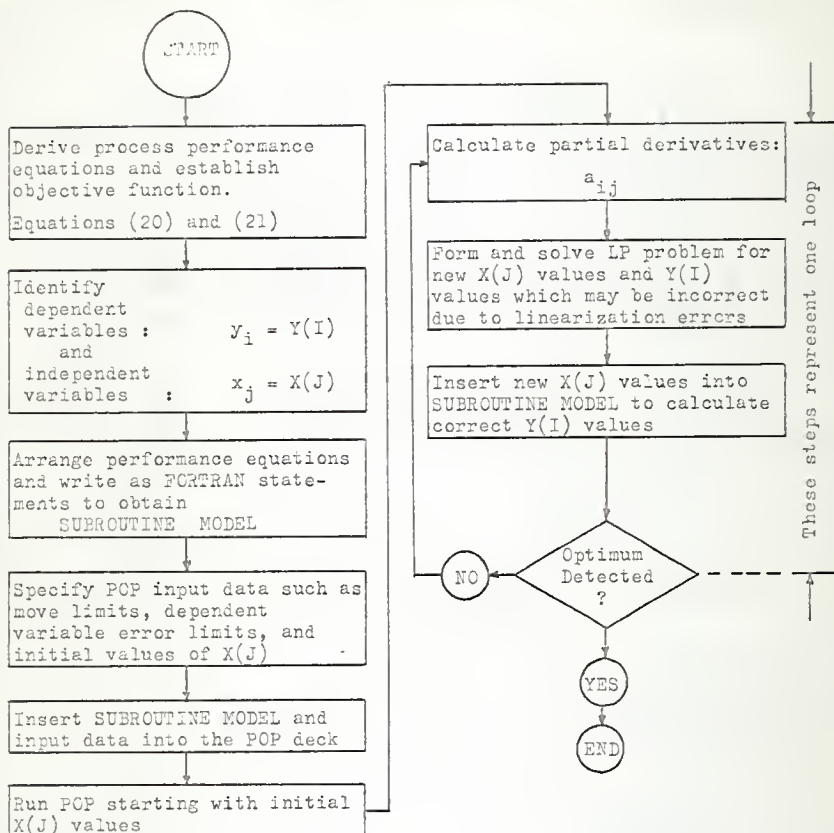 START
Derive process performance
equations and establish
objective function.
Equations (20) and (21)
Identify
dependent
variables : y_i = Y(I)
and
independent
variables : x_j = X(J)
Arrange performance equations
and write as FORTRAN state-
ments to obtain
SUBROUTINE MODEL
Specify POP input data such as
move limits, dependent
variable error limits, and
initial values of X(J)
Insert SUBROUTINE MODEL and
input data into the POP deck
Run POP starting with initial
X(J) values
Calculate partial derivatives:
a_ij
Form and solve LP problem for
new X(J) values and Y(I)
values which may be incorrect
due to linearization errors
Insert new X(J) values into
SUBROUTINE MODEL to calculate
correct Y(I) values
Optimum
Detected
?
NO
YES
END
These steps represent one loop